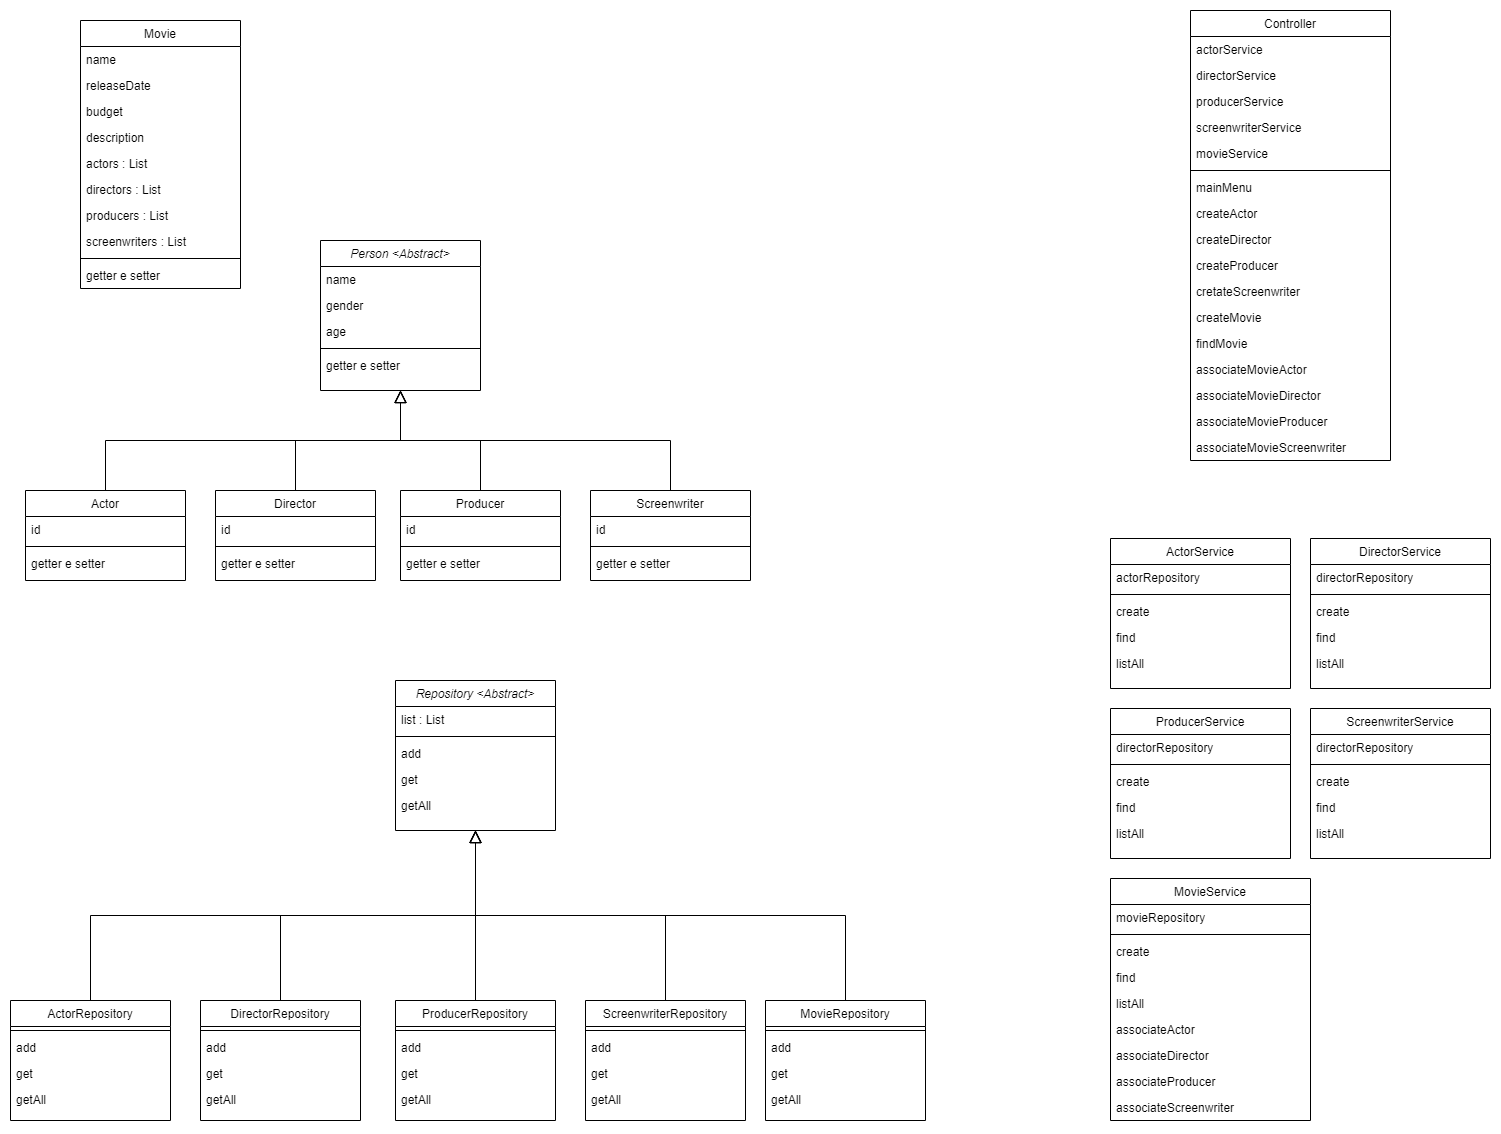 Movie
name
releaseDate
budget
description
actors : List
directors : List
producers : List
screenwriters : List
getter e setter
Person <Abstract>
name
gender
age
getter e setter
Actor
id
getter e setter
Director
id
getter e setter
Producer
id
getter e setter
Screenwriter
id
getter e setter
Repository <Abstract>
list : List
add
get
getAll
ActorRepository
add
get
getAll
DirectorRepository
add
get
getAll
ProducerRepository
add
get
getAll
ScreenwriterRepository
add
get
getAll
MovieRepository
add
get
getAll
Controller
actorService
directorService
producerService
screenwriterService
movieService
mainMenu
createActor
createDirector
createProducer
cretateScreenwriter
createMovie
findMovie
associateMovieActor
associateMovieDirector
associateMovieProducer
associateMovieScreenwriter
ActorService
actorRepository
create
find
listAll
DirectorService
directorRepository
create
find
listAll
ProducerService
directorRepository
create
find
listAll
ScreenwriterService
directorRepository
create
find
listAll
MovieService
movieRepository
create
find
listAll
associateActor
associateDirector
associateProducer
associateScreenwriter